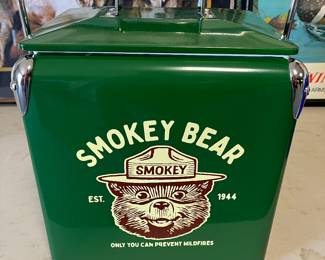 SMOKEY BEAR
SMOKEY
EST. 1944
ONLY YOU CAN PREVENT WILDFIRES